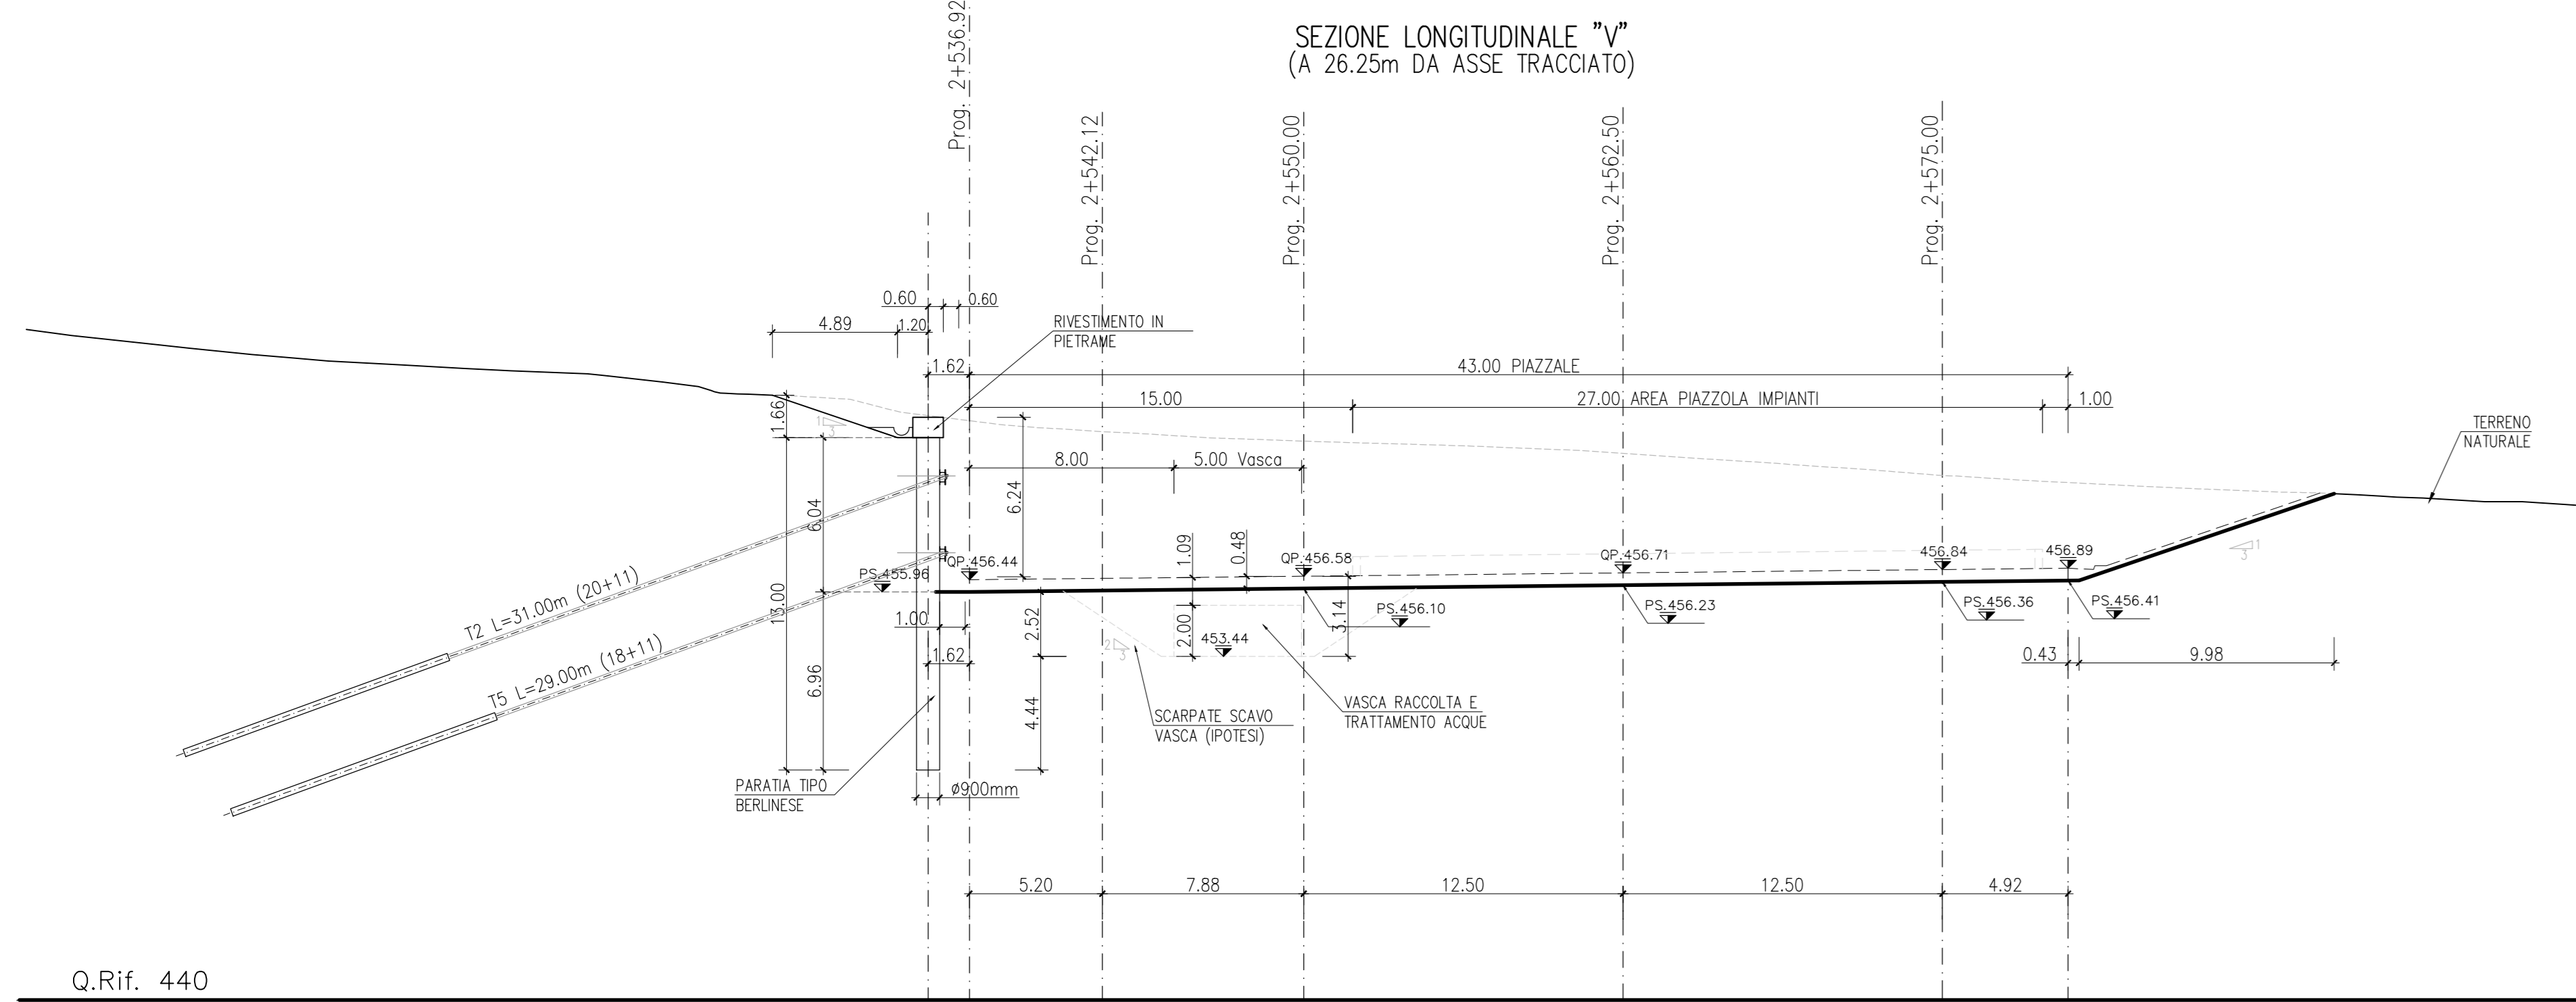 SEZIONE LONGITUDINALE "V"
(A 26.25m DA ASSE TRACCIATO)
Prog. 2+536.92
Prog. 2+542.12
Prog. 2+550.00
Prog. 2+562.50
Prog. 2+575.00
0.60
0.60
4.89
1.20
RIVESTIMENTO IN
PIETRAME
1.62
43.00 PIAZZALE
15.00
27.00 AREA PIAZZOLA IMPIANTI
1.00
1.66
1
3
TERRENO
NATURALE
8.00
5.00 Vasca
6.24
6.04
13.00
1.09
0.48
QP.456.44
PS.455.96
QP.456.58
QP.456.71
456.84
456.89
1
3
T2 L=31.00m (20+11)
T5 L=29.00m (18+11)
1.00
2.52
2.00
453.44
3.14
PS.456.10
PS.456.23
PS.456.36
PS.456.41
2
3
1.62
0.43
9.98
6.96
4.44
SCARPATE SCAVO
VASCA (IPOTESI)
VASCA RACCOLTA E
TRATTAMENTO ACQUE
PARATIA TIPO
BERLINESE
ø900mm
5.20
7.88
12.50
12.50
4.92
Q.Rif. 440